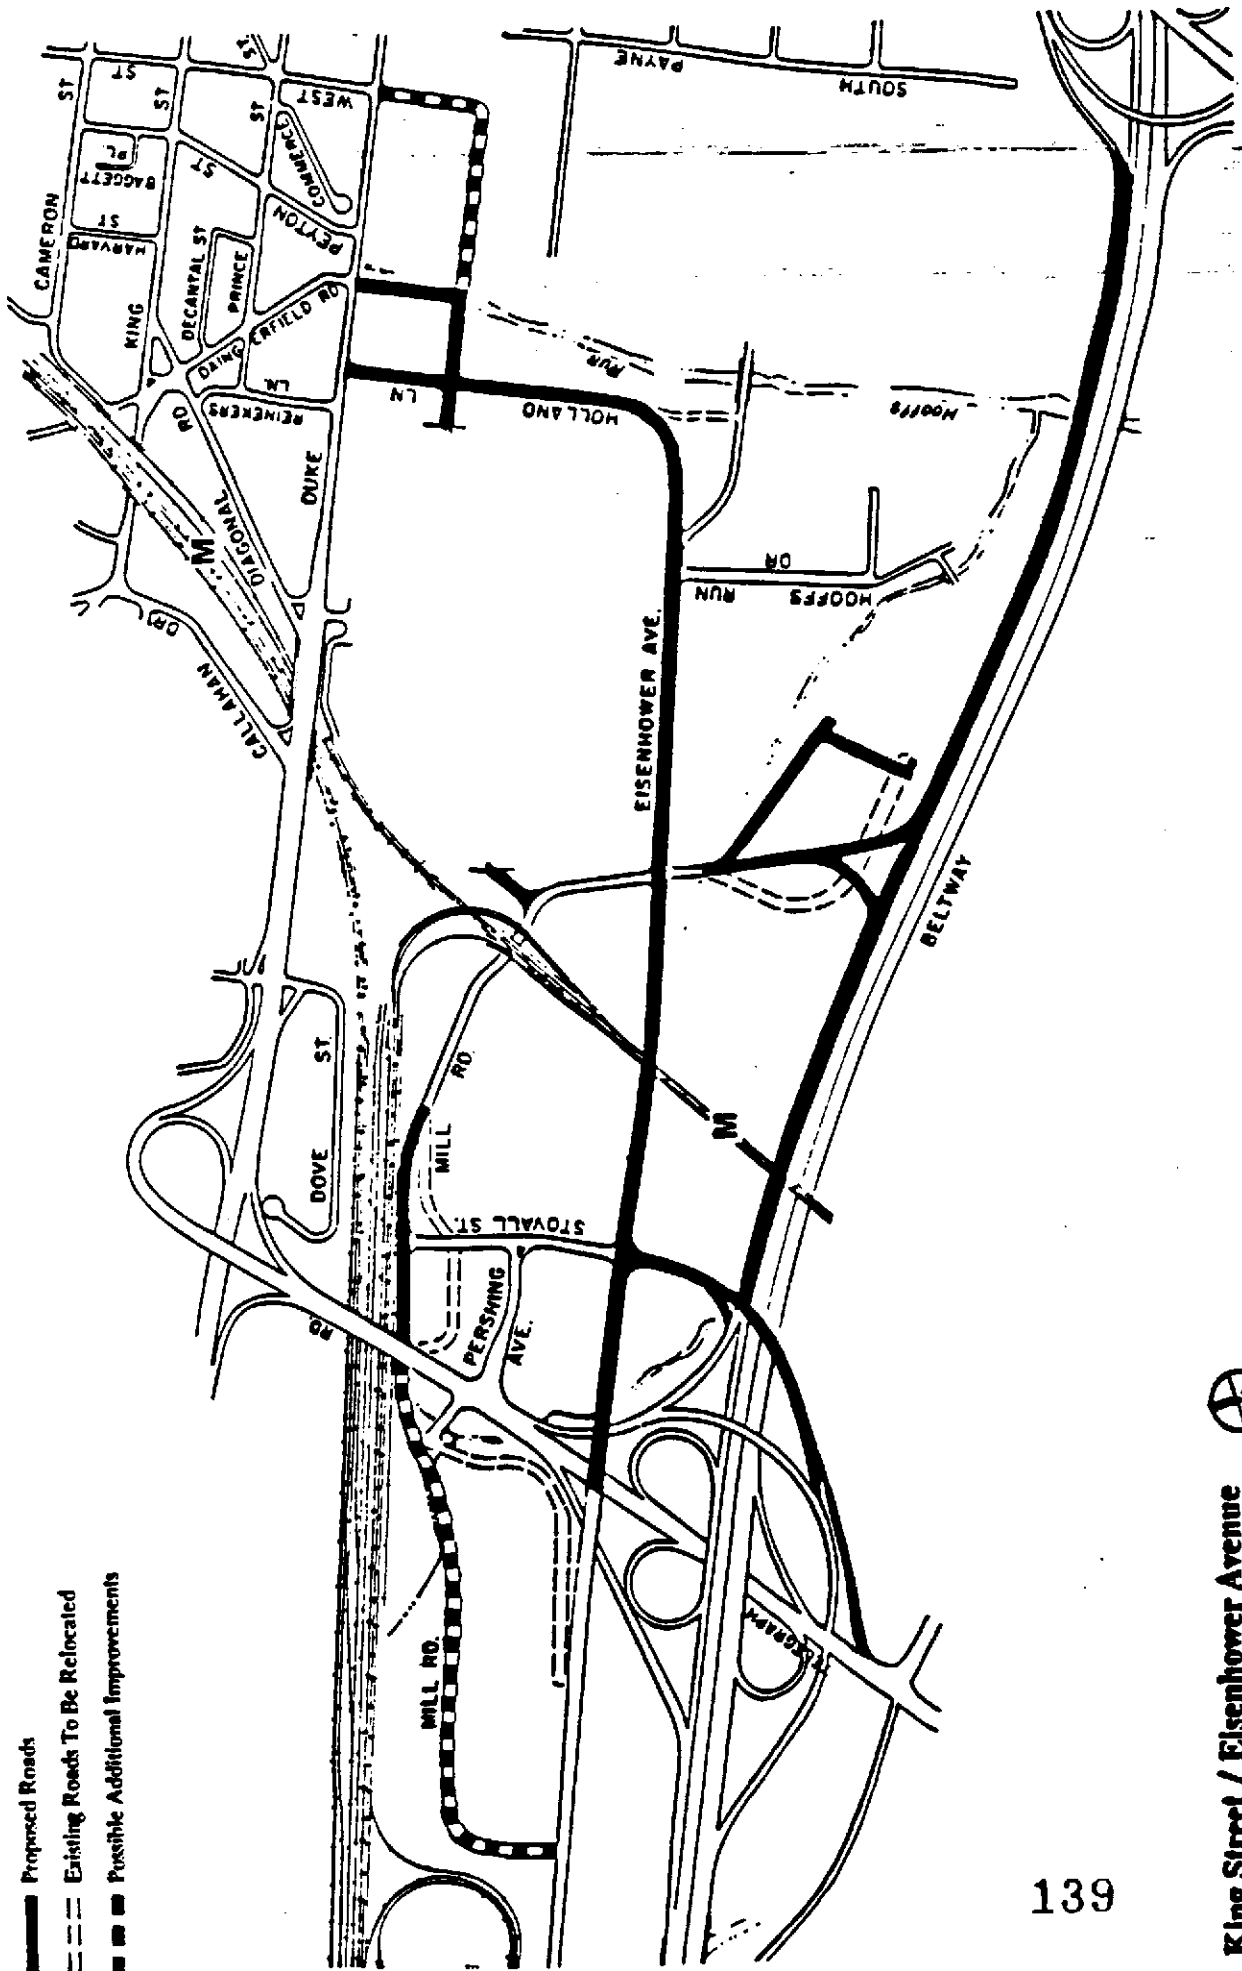 Proposed Roads
Existing Roads To Be Relocated
Possible Additional Improvements
CAMERON
ST
ST
ST
ST
WEST
BAGGETT
PL
HARVARD
ST
ST
KING
DECANTAL ST
PRINCE
PEYTON
ST
COMMERCE
DAINGERFIELD RD
REINEKERS
LN.
DIAGONAL
RD
DUKE
M
CALLAHAN
DR
SOUTH
PAYNE
HOLLAND
LN
RUN
Hooffs
HOOFFS
RUN
DR
EISENHOWER AVE.
BELTWAY
M
DOVE
ST.
MILL
RD.
STOVALL ST.
PERSHING
AVE.
RD.
MILL RD.
TELEGRAPH
139
King Street / Eisenhower Avenue